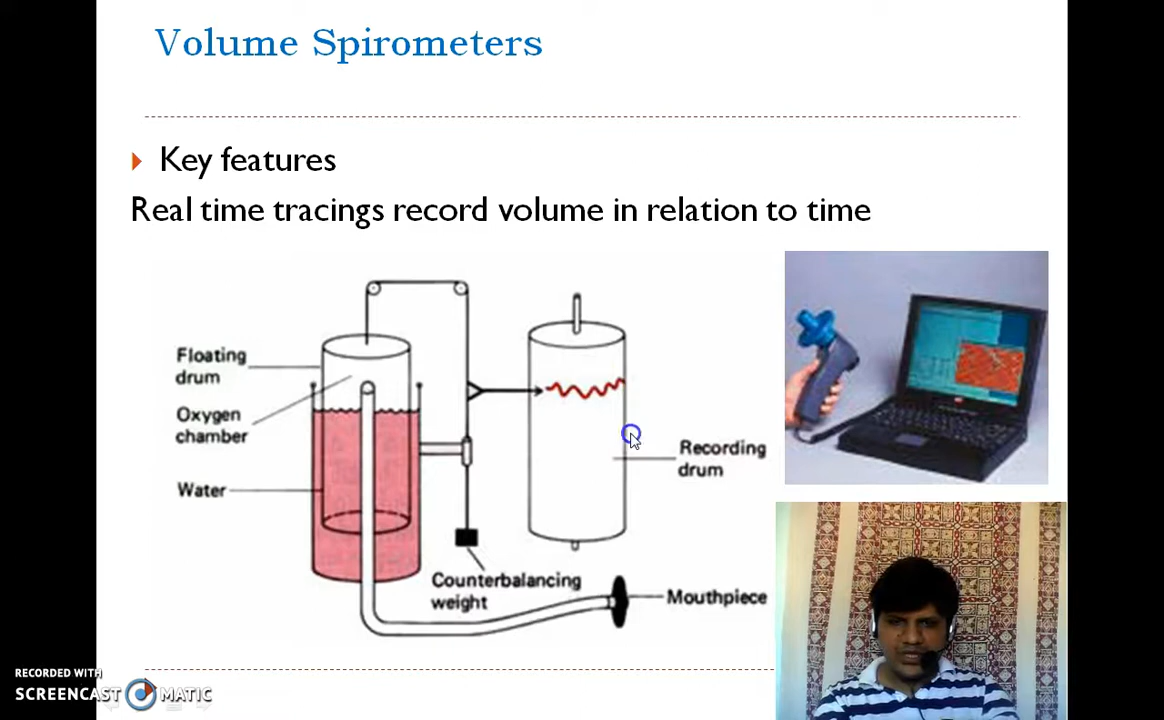 Volume Spirometers
Key features
Real time tracings record volume in relation to time
Floating
drum
Oxygen
chamber
Water
Recording
drum
Counterbalancing
weight
Mouthpiece
RECORDED WITH
SCREENCAST MATIC